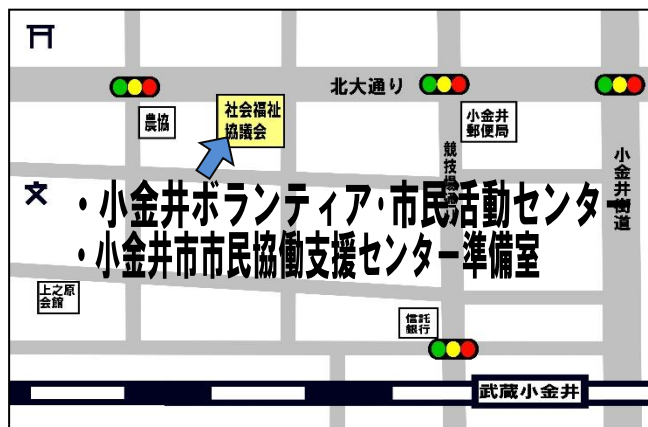 北大通り
農協
社会福祉
協議会
小金井
郵便局
競技場通り
小金井街道
文
・小金井ボランティア・市民活動センター
・小金井市市民協働支援センター準備室
上之原
会館
信託
銀行
武蔵小金井